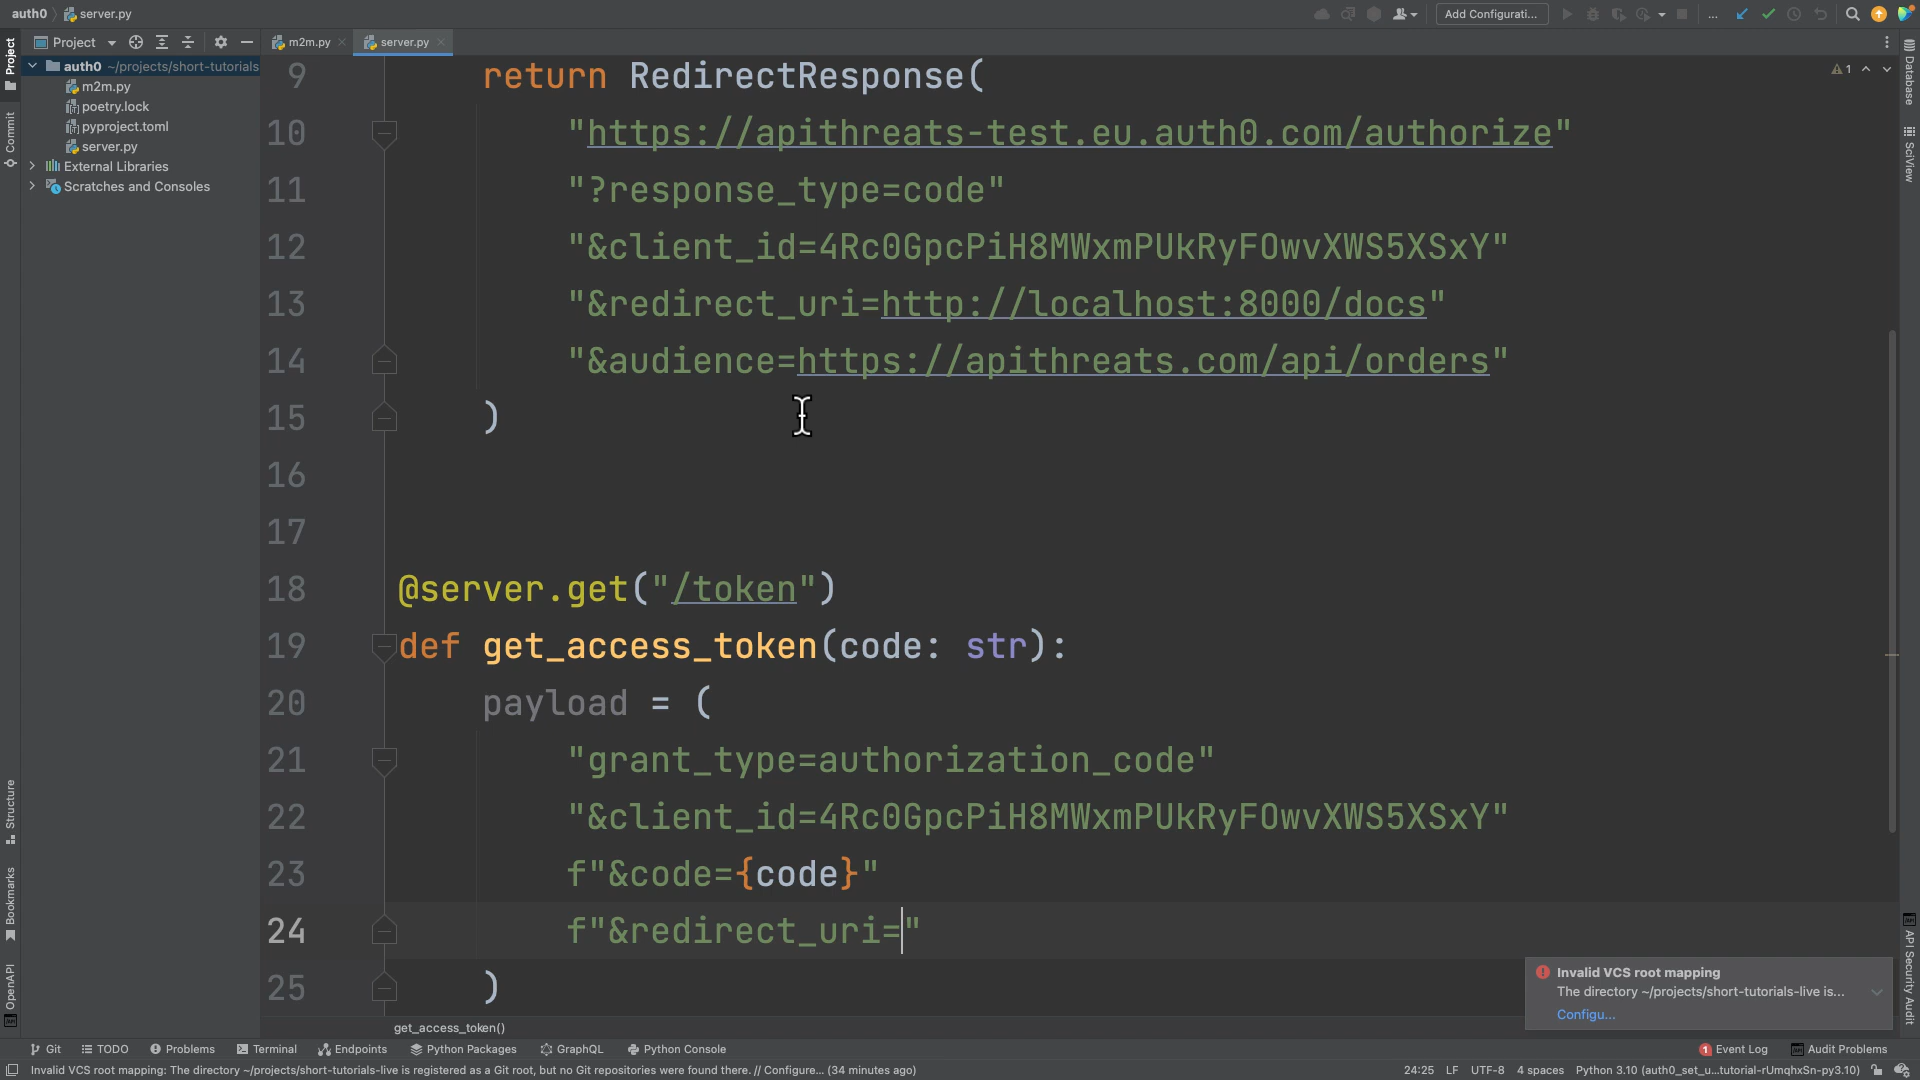 auth0 server.py
Add Configurati... ...
Project
m2m.py
server.py
auth0 ~/projects/short-tutorials
m2m.py
poetry.lock
pyproject.toml
server.py
External Libraries
Scratches and Consoles
Project
Commit
Structure
Bookmarks
OpenAPI
9 return RedirectResponse(
10 "https://apithreats-test.eu.auth0.com/authorize"
11 "?response_type=code"
12 "&client_id=4Rc0GpcPiH8MWxmPUkRyFOwvXWS5XSxY"
13 "&redirect_uri=http://localhost:8000/docs"
14 "&audience=https://apithreats.com/api/orders"
15 )
16
17
18 @server.get("/token")
19 def get_access_token(code: str):
20 payload = (
21 "grant_type=authorization_code"
22 "&client_id=4Rc0GpcPiH8MWxmPUkRyFOwvXWS5XSxY"
23 f"&code={code}"
24 f"&redirect_uri="
25 )
1
Database
SciView
API Security Audit
Invalid VCS root mapping
The directory ~/projects/short-tutorials-live is...
Configu...
get_access_token()
Git TODO Problems Terminal Endpoints Python Packages GraphQL Python Console 1 Event Log Audit Problems
Invalid VCS root mapping: The directory ~/projects/short-tutorials-live is registered as a Git root, but no Git repositories were found there. // Configure... (34 minutes ago) 24:25 LF UTF-8 4 spaces Python 3.10 (auth0_set_u...tutorial-rUmqhxSn-py3.10)